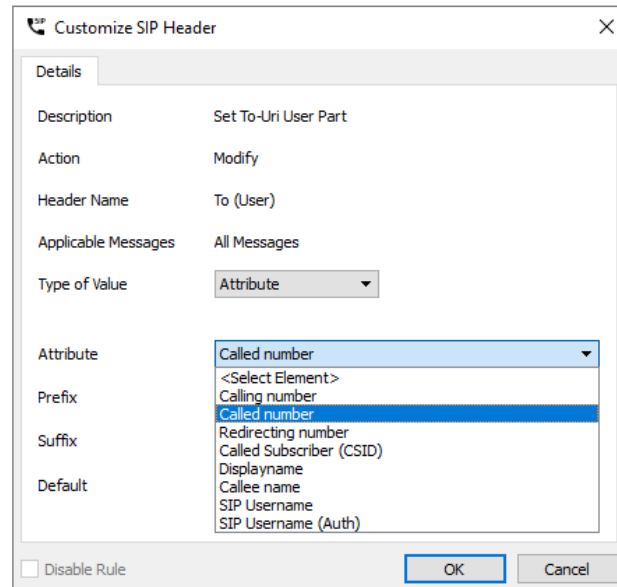 SIP
Customize SIP Header
Details
Description Set To-Uri User Part
Action Modify
Header Name To (User)
Applicable Messages All Messages
Type of Value Attribute
Attribute Called number
<Select Element>
Prefix Calling number
Called number
Suffix Redirecting number
Called Subscriber (CSID)
Displayname
Default Callee name
SIP Username
SIP Username (Auth)
Disable Rule OK Cancel